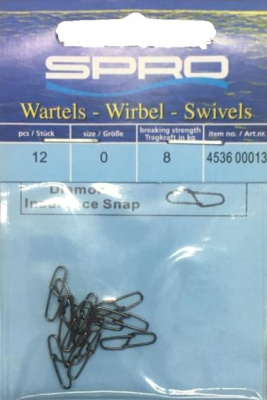 SPRO
Wartels - Wirbel - Swivels
pcs / Stück size / Größe breaking strength Tragkraft in kg item no. / Art.nr.
12 0 8 4536 00013
Snap